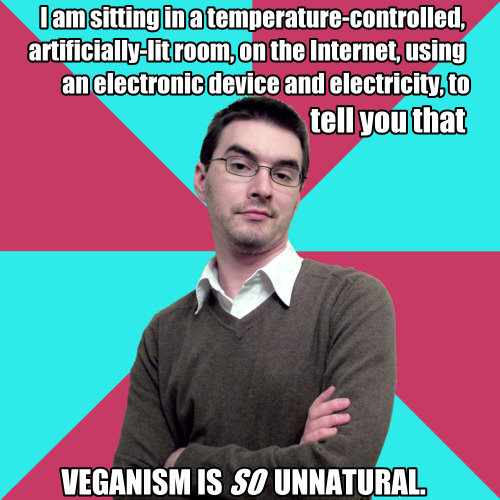 I am sitting in a temperature-controlled,
artificially-lit room, on the Internet, using
an electronic device and electricity, to
tell you that
VEGANISM IS SO UNNATURAL.